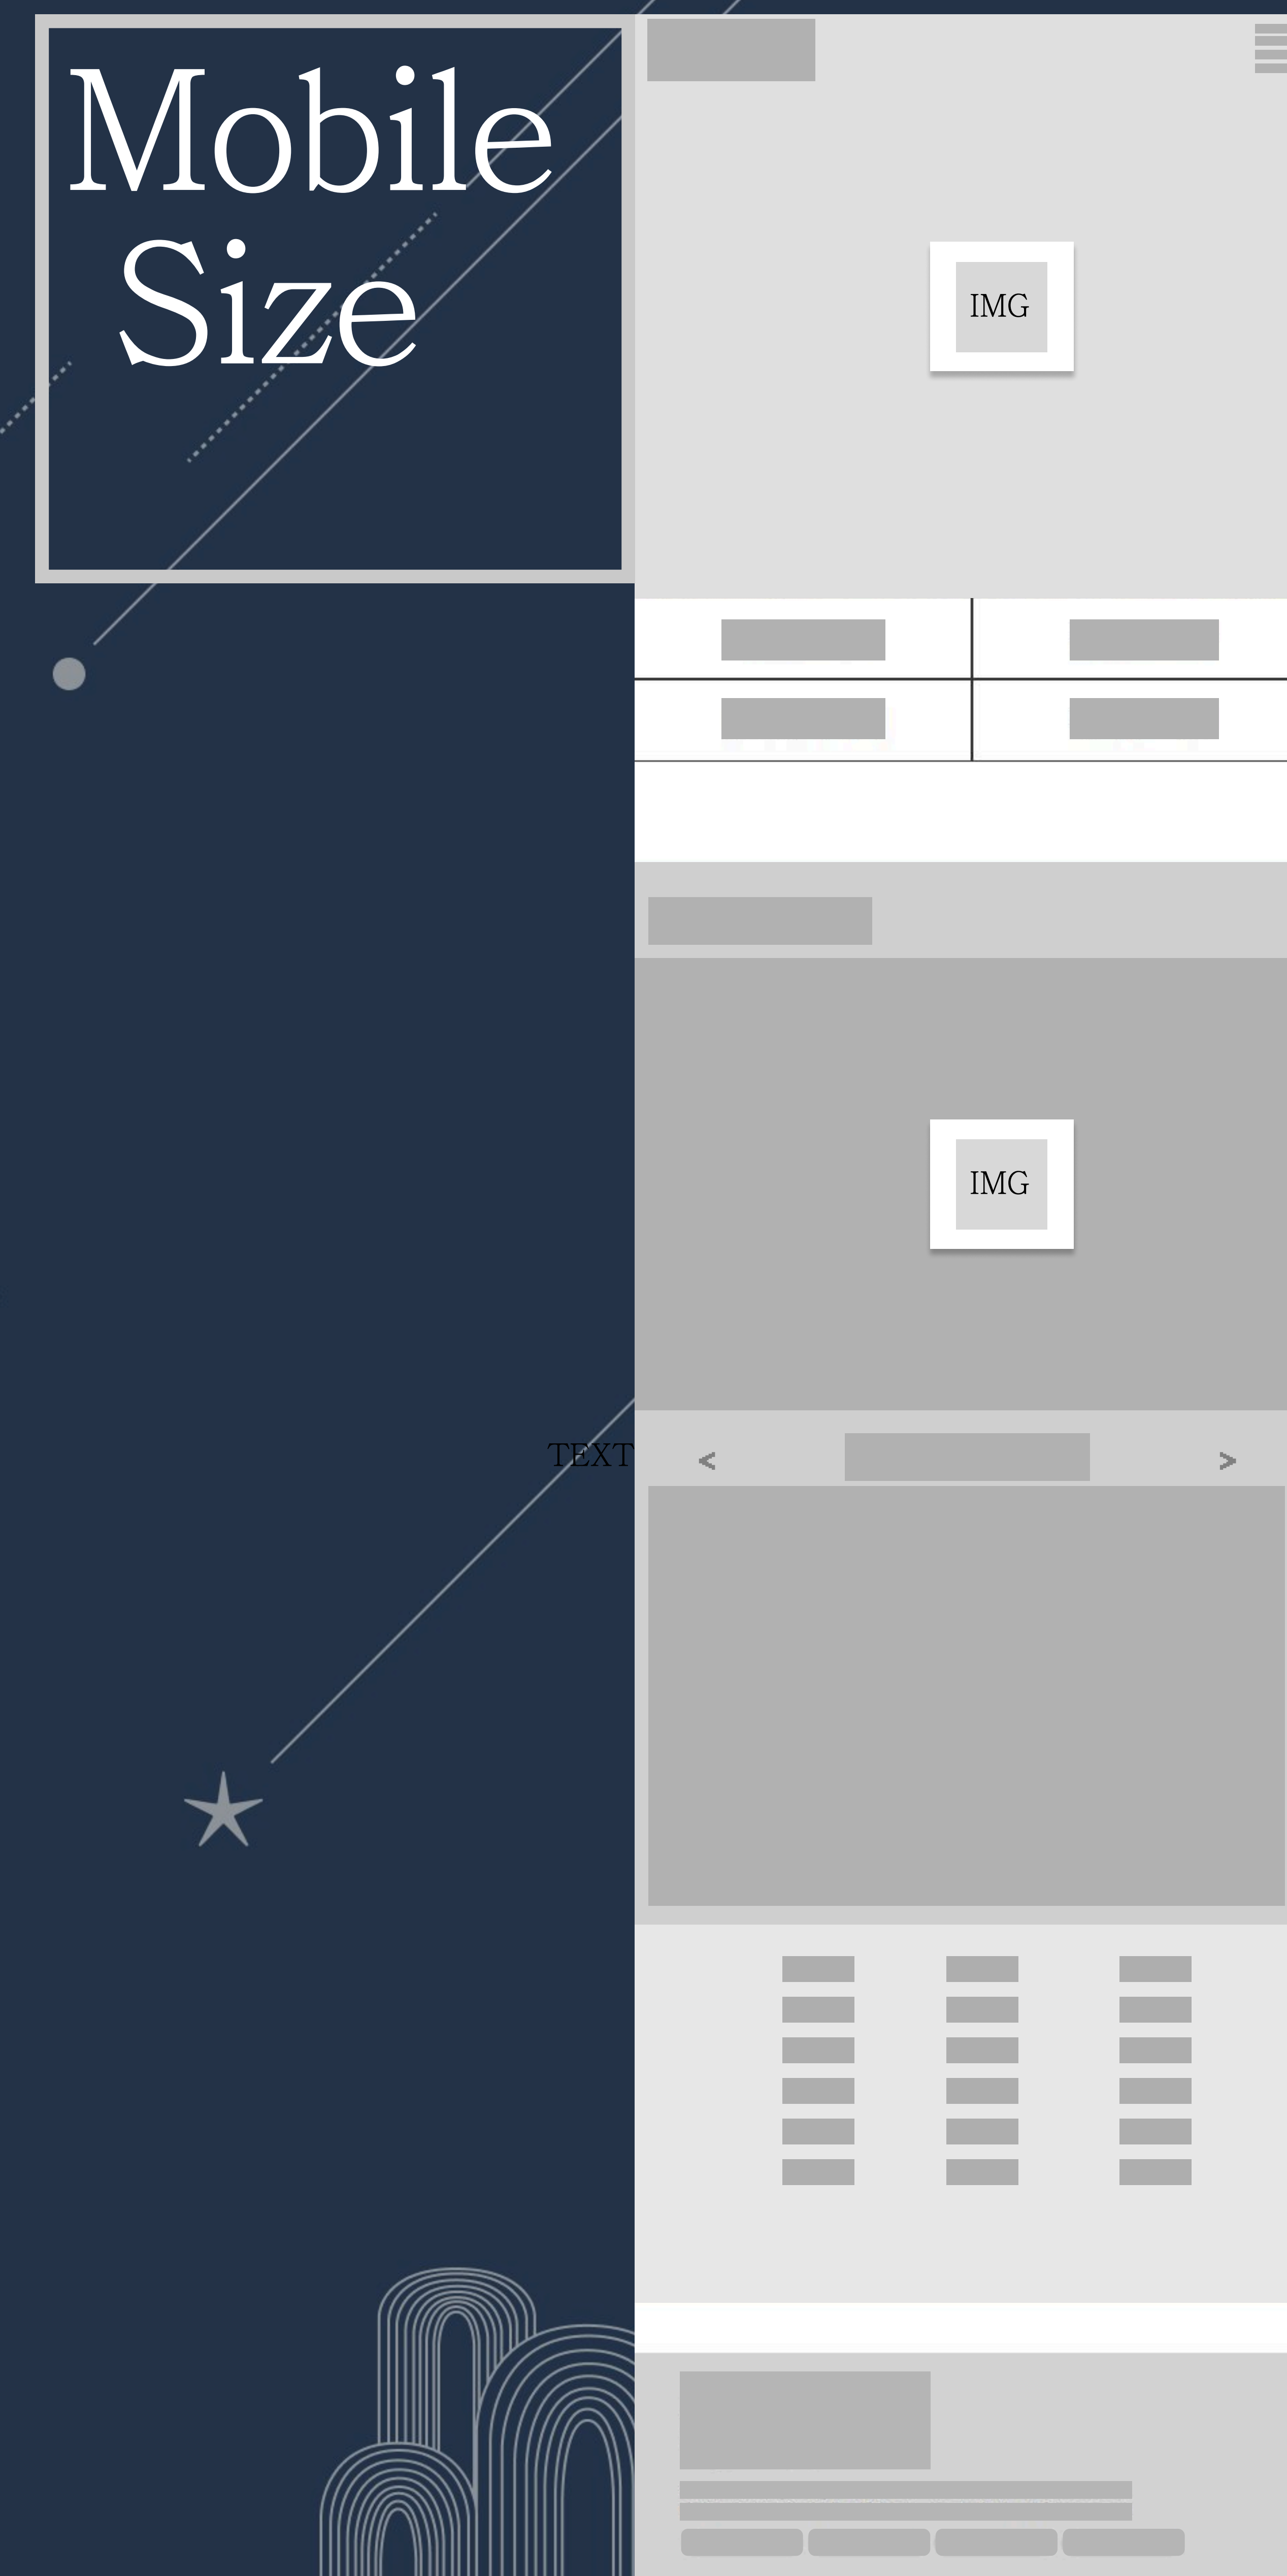 Mobile
Size
IMG
IMG
TEXT
<
>